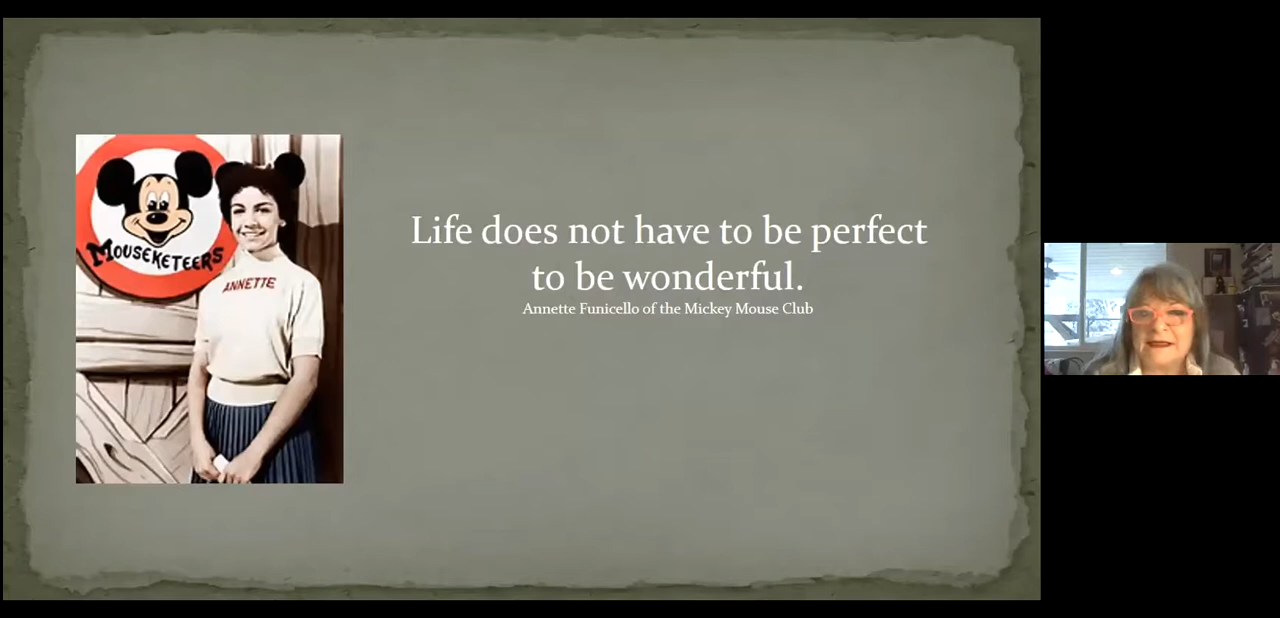 MOUSEKETEERS
ANNETTE
Life does not have to be perfect
to be wonderful.
Annette Funicello of the Mickey Mouse Club